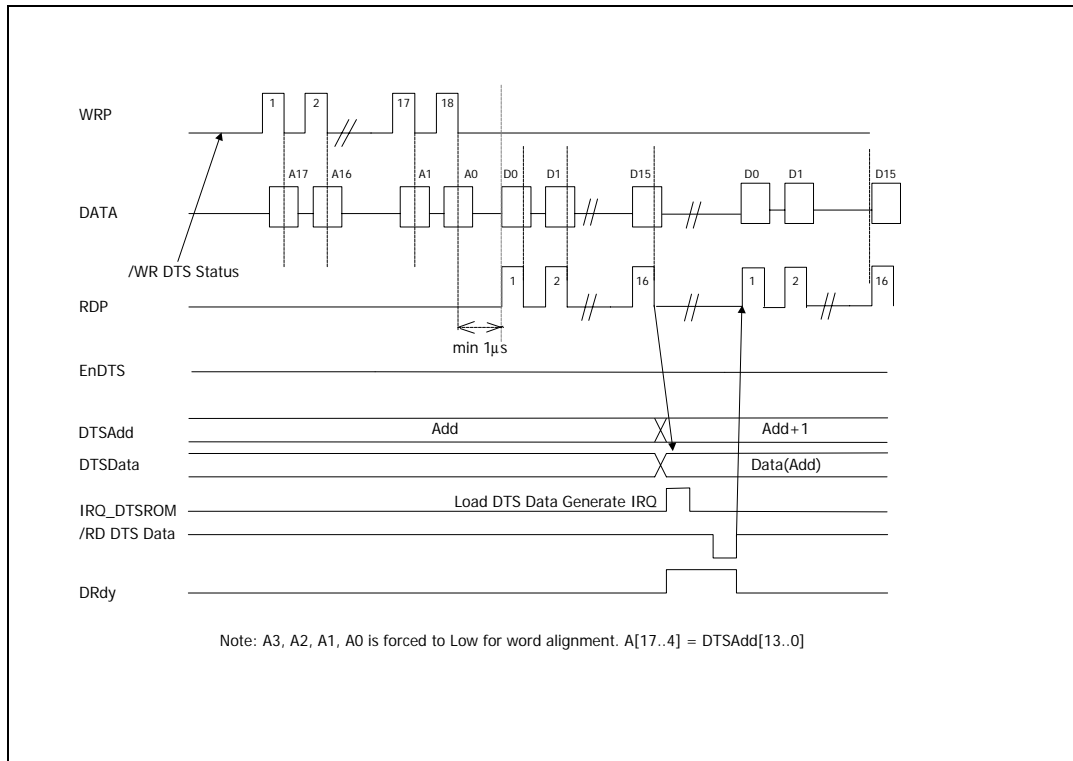 WRP
1 2 17 18
A17 A16 A1 A0 D0 D1 D15 D0 D1 D15
DATA
/WR DTS Status
1 2 16 1 2 16
RDP
min 1μs
EnDTS
DTSAdd Add Add+1
DTSData Data(Add)
IRQ_DTSROM Load DTS Data Generate IRQ
/RD DTS Data
DRdy
Note: A3, A2, A1, A0 is forced to Low for word alignment. A[17..4] = DTSAdd[13..0]